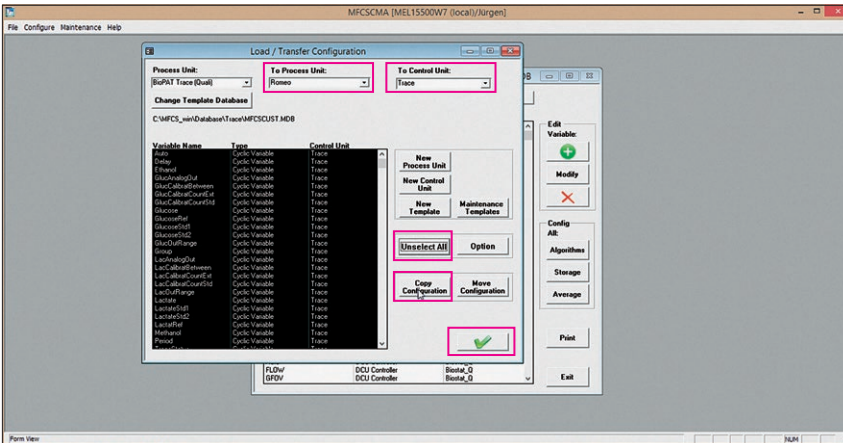 MFCSCMA [MEL15500W7 (local)/Jürgen]
File Configure Maintenance Help
Load / Transfer Configuration
Process Unit:
To Process Unit:
To Control Unit:
BioPAT Trace (Quali)
Romeo
Trace
Change Template Database
C:\MFCS_win\Database\Trace\MFCSCUST.MDB
Variable Name Type Control Unit
Auto Cyclic Variable Trace
Delay Cyclic Variable Trace
Ethanol Cyclic Variable Trace
GlucAnalogOut Cyclic Variable Trace
GlucCalibratBetween Cyclic Variable Trace
GlucCalibratCountExt Cyclic Variable Trace
GlucCalibratCountStd Cyclic Variable Trace
Glucose Cyclic Variable Trace
GlucoseRef Cyclic Variable Trace
GlucoseStd1 Cyclic Variable Trace
GlucoseStd2 Cyclic Variable Trace
GlucOutRange Cyclic Variable Trace
Group Cyclic Variable Trace
LacAnalogOut Cyclic Variable Trace
LacCalibratBetween Cyclic Variable Trace
LacCalibratCountExt Cyclic Variable Trace
LacCalibratCountStd Cyclic Variable Trace
LacOutRange Cyclic Variable Trace
Lactate Cyclic Variable Trace
LactateStd1 Cyclic Variable Trace
LactateStd2 Cyclic Variable Trace
LactatRef Cyclic Variable Trace
Methanol Cyclic Variable Trace
Period Cyclic Variable Trace
New
Process Unit
New Control
Unit
New
Template
Maintenance
Templates
Unselect All
Option
Copy
Configuration
Move
Configuration
Edit
Variable:
Modify
Config
All:
Algorithms
Storage
Average
Print
Exit
FLOW DCU Controller Biostat_Q
GFOV DCU Controller Biostat_Q
Form View
NUM